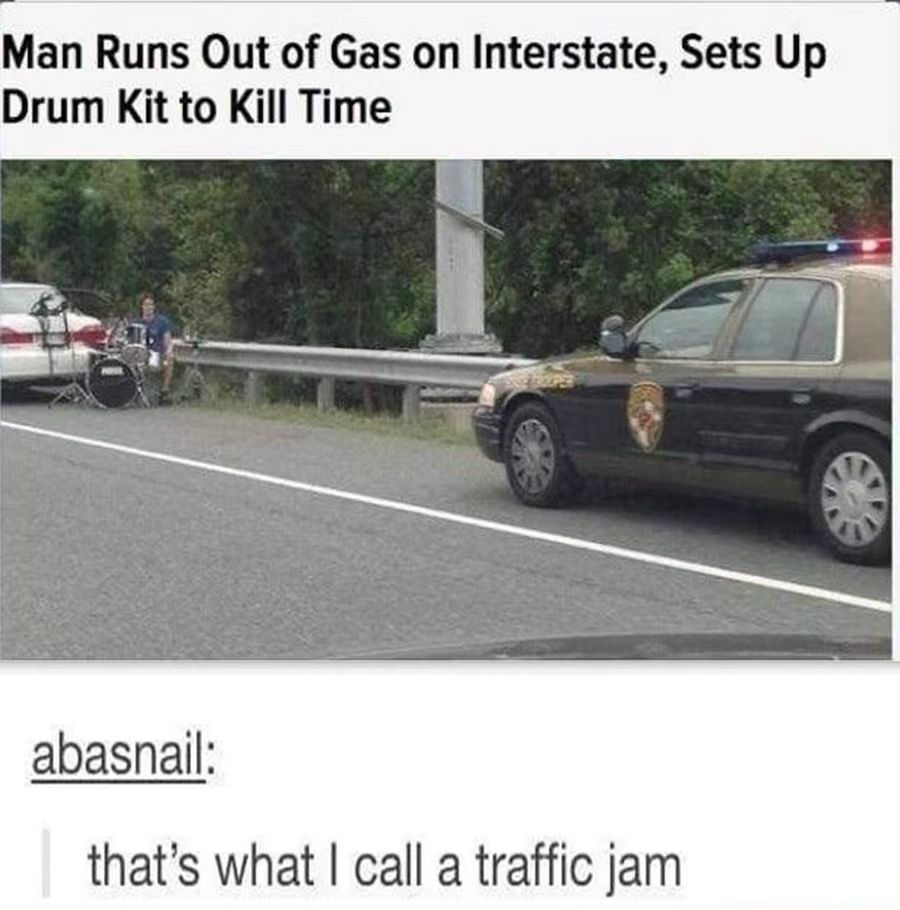 Man Runs Out of Gas on Interstate, Sets Up
Drum Kit to Kill Time
abasnail:
that's what I call a traffic jam